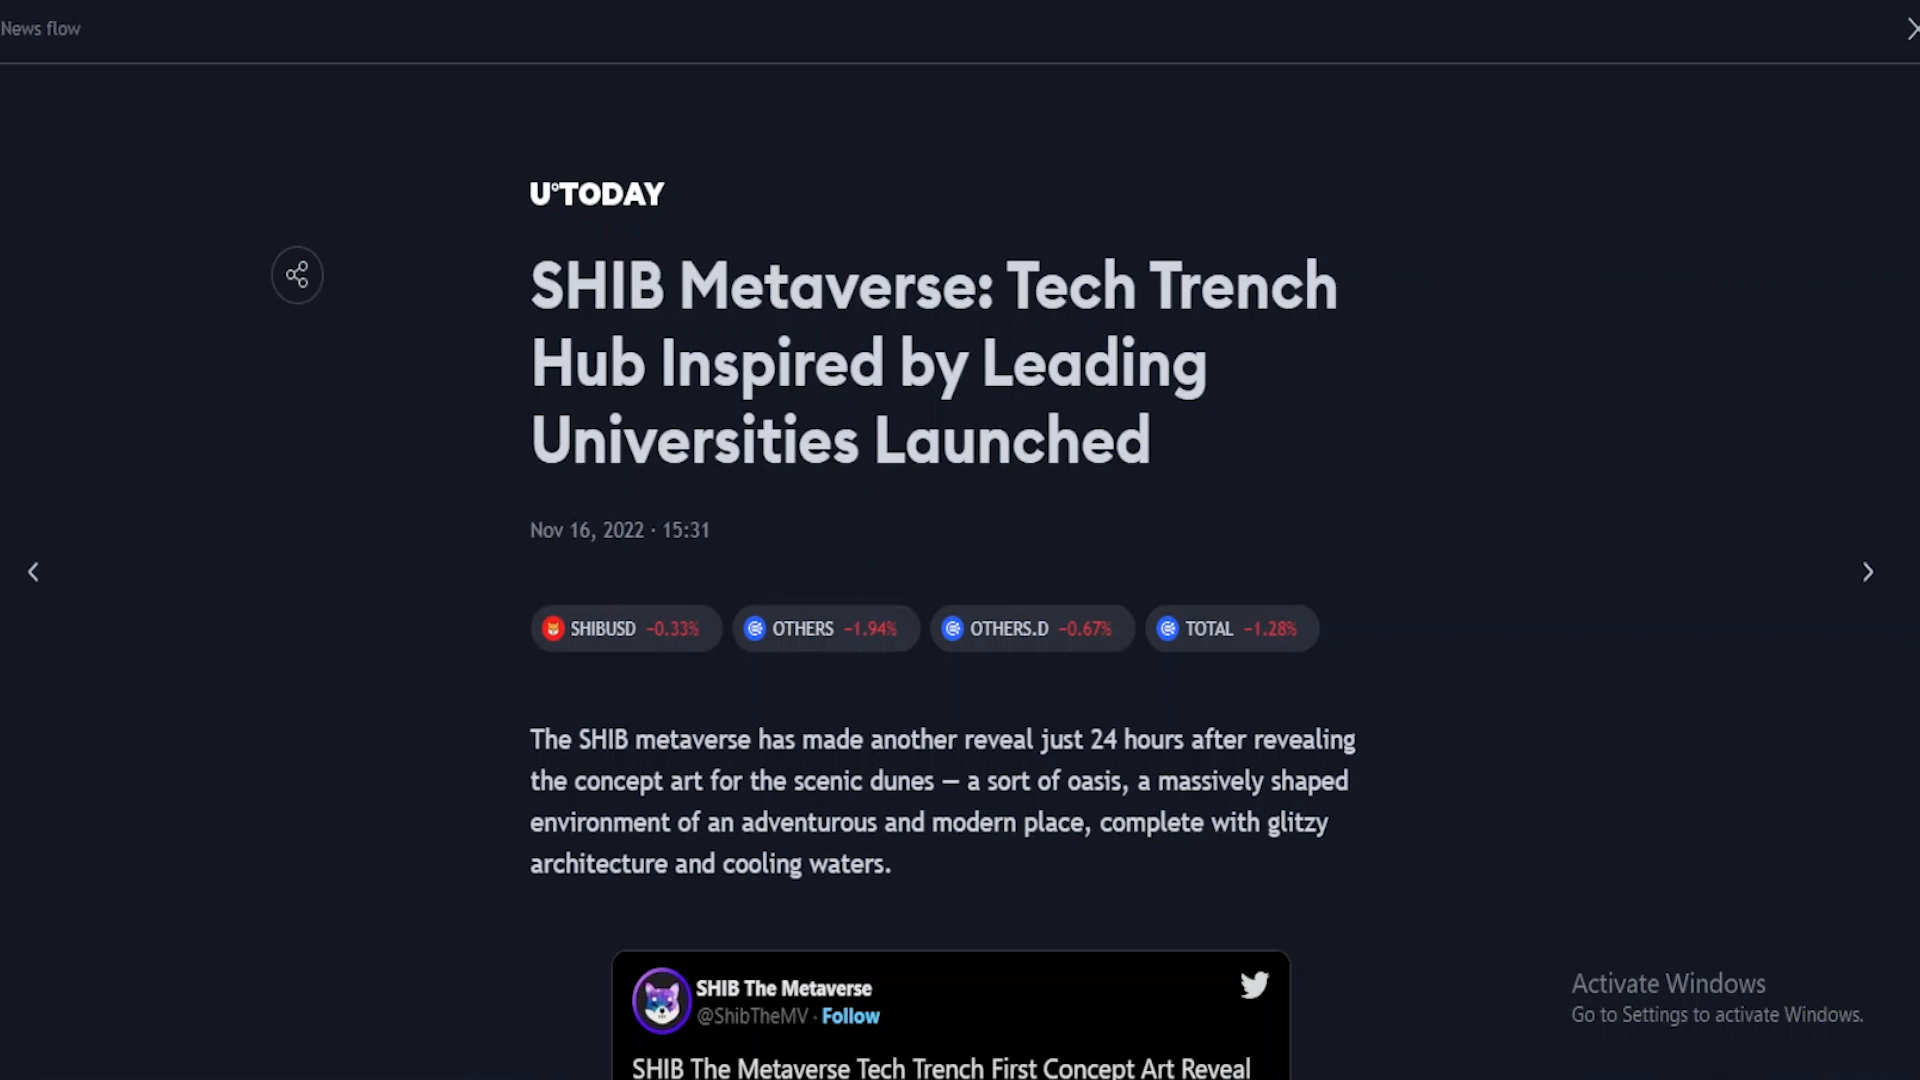 News flow
U°TODAY
SHIB Metaverse: Tech Trench
Hub Inspired by Leading
Universities Launched
Nov 16, 2022 · 15:31
SHIBUSD −0.33% OTHERS −1.94% OTHERS.D −0.67% TOTAL −1.28%
The SHIB metaverse has made another reveal just 24 hours after revealing
the concept art for the scenic dunes — a sort of oasis, a massively shaped
environment of an adventurous and modern place, complete with glitzy
architecture and cooling waters.
SHIB The Metaverse
@ShibTheMV · Follow
SHIB The Metaverse Tech Trench First Concept Art Reveal
Activate Windows
Go to Settings to activate Windows.